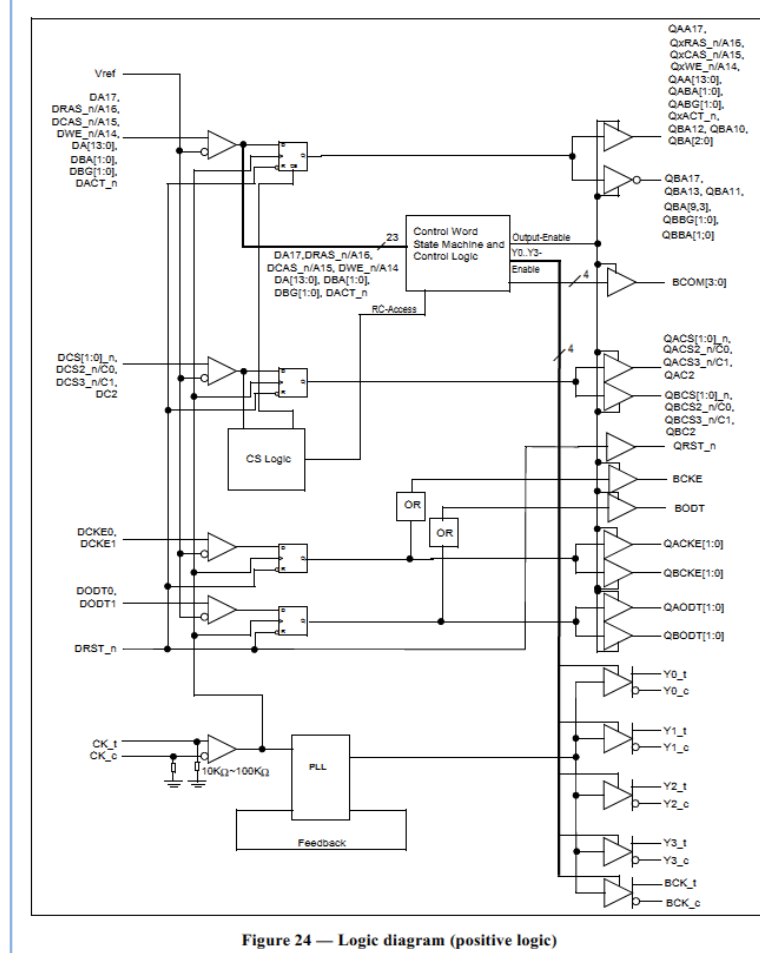 Vref
DA17,
DRAS_n/A16,
DCAS_n/A15,
DWE_n/A14,
DA[13:0],
DBA[1:0],
DBG[1:0],
DACT_n
QAA17,
QxRAS_n/A16,
QxCAS_n/A15,
QxWE_n/A14,
QAA[13:0],
QABA[1:0],
QABG[1:0],
QxACT_n,
QBA12, QBA10,
QBA[2:0]
QBA17,
QBA13, QBA11,
QBA[9,3],
QBBG[1:0],
QBBA[1;0]
23
DA17,DRAS_n/A16,
DCAS_n/A15, DWE_n/A14
DA[13:0], DBA[1:0],
DBG[1:0], DACT_n
Control Word
State Machine and
Control Logic
Output-Enable
Y0..Y3-
Enable
4
BCOM[3:0]
RC-Access
4
DCS[1:0]_n,
DCS2_n/C0,
DCS3_n/C1,
DC2
CS Logic
QACS[1:0]_n,
QACS2_n/C0,
QACS3_n/C1,
QAC2
QBCS[1:0]_n,
QBCS2_n/C0,
QBCS3_n/C1,
QBC2
QRST_n
BCKE
OR
BODT
OR
DCKE0,
DCKE1
QACKE[1:0]
QBCKE[1:0]
DODT0,
DODT1
QAODT[1:0]
QBODT[1:0]
DRST_n
Y0_t
Y0_c
CK_t
CK_c
10KΩ~100KΩ
PLL
Feedback
Y1_t
Y1_c
Y2_t
Y2_c
Y3_t
Y3_c
BCK_t
BCK_c
Figure 24 — Logic diagram (positive logic)